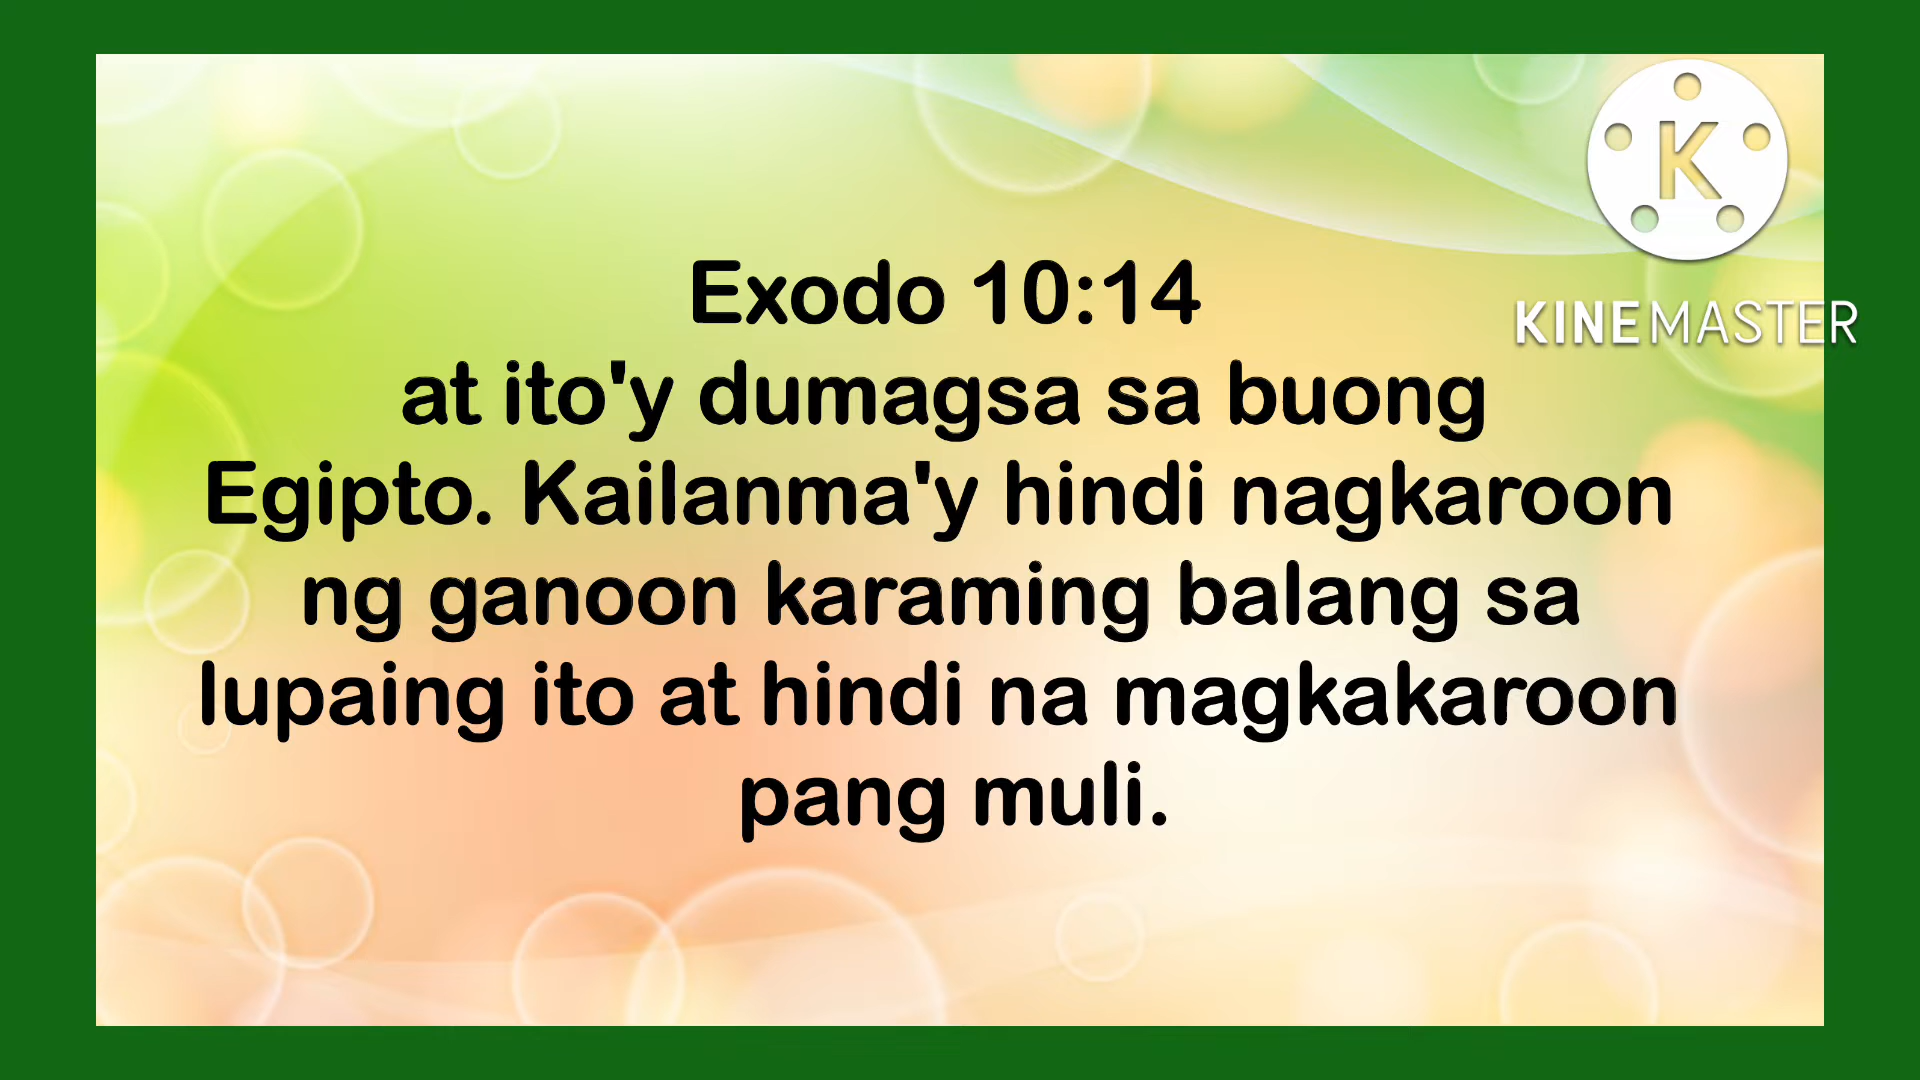 Exodo 10:14
at ito'y dumagsa sa buong
Egipto. Kailanma'y hindi nagkaroon
ng ganoon karaming balang sa
lupaing ito at hindi na magkakaroon
pang muli.
K
KINEMASTER